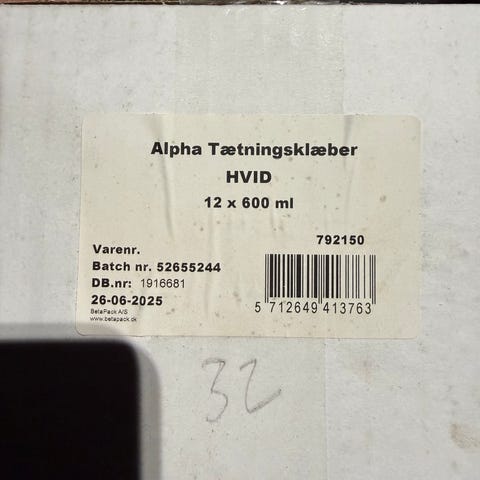 Alpha Tætningsklæber
HVID
12 x 600 ml
792150
Varenr.
Batch nr. 52655244
DB.nr: 1916681
26-06-2025
BetaPack A/S
www.betapack.dk
5 712649 413763
32